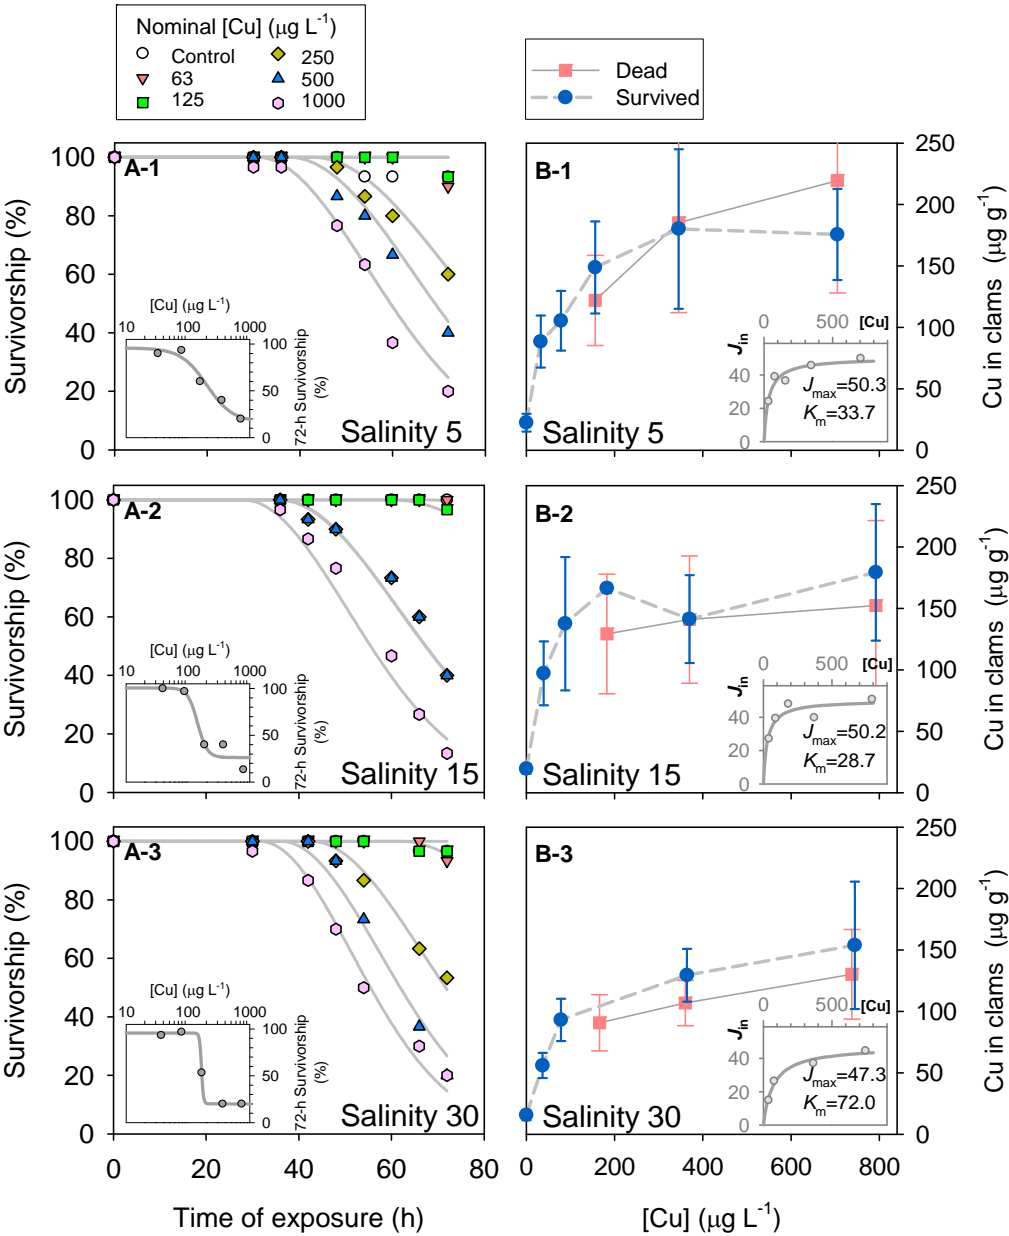 Nominal [Cu] (μg L-1)
Control 250
63 500
125 1000
Dead
Survived
A-1
100
80
60
40
20
0
Survivorship (%)
[Cu] (μg L-1)
10 100 1000
100
50
0
72-h Survivorship
(%)
Salinity 5
0 20 40 60 80
B-1
250
200
150
100
50
0
Cu in clams (μg g-1)
0 500 [Cu]
Jin
40
20
0
Jmax=50.3
Km=33.7
Salinity 5
A-2
100
80
60
40
20
0
Survivorship (%)
[Cu] (μg L-1)
10 100 1000
100
50
0
72-h Survivorship
(%)
Salinity 15
B-2
250
200
150
100
50
0
Cu in clams (μg g-1)
0 500 [Cu]
Jin
40
20
0
Jmax=50.2
Km=28.7
Salinity 15
A-3
100
80
60
40
20
0
Survivorship (%)
[Cu] (μg L-1)
10 100 1000
100
50
0
72-h Survivorship
(%)
Salinity 30
0 20 40 60 80
Time of exposure (h)
B-3
250
200
150
100
50
0
Cu in clams (μg g-1)
0 500 [Cu]
Jin
40
20
0
Jmax=47.3
Km=72.0
Salinity 30
0 200 400 600 800
[Cu] (μg L-1)